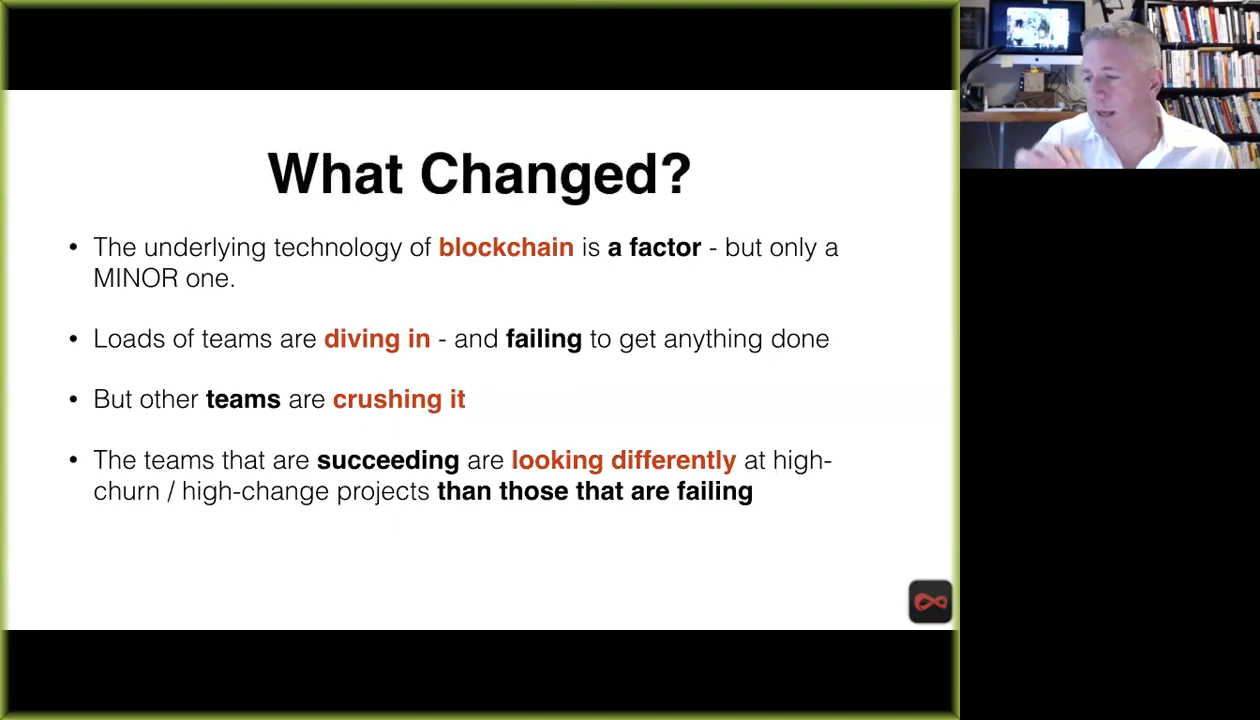 What Changed?
• The underlying technology of blockchain is a factor - but only a
MINOR one.
• Loads of teams are diving in - and failing to get anything done
• But other teams are crushing it
• The teams that are succeeding are looking differently at high-
churn / high-change projects than those that are failing